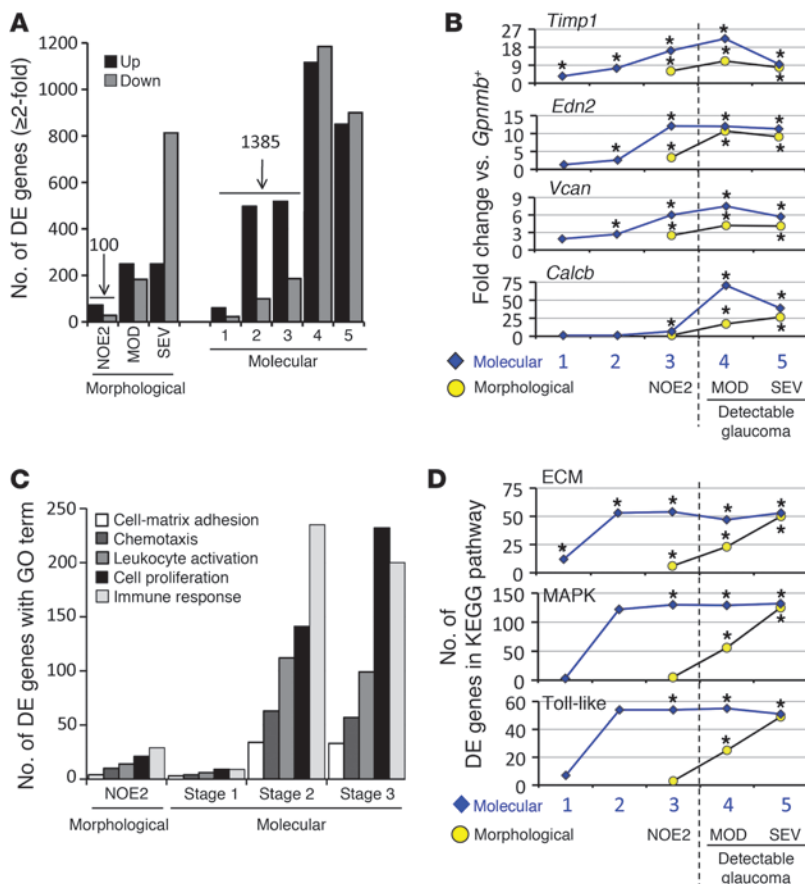 A
No. of DE genes (≥2-fold)
1200
1000
800
600
400
200
0
Up
Down
1385
100
NOE2
MOD
SEV
1 2 3 4 5
Morphological
Molecular
B
Fold change vs. Gpnmb+
Timp1
27
18
9
0
* * * * *
* * *
Edn2
15
10
5
0
* * * *
* *
Vcan
9
6
3
0
* * * *
* *
Calcb
75
50
25
0
* * *
*
Molecular 1 2 3 4 5
Morphological NOE2 MOD SEV
Detectable
glaucoma
C
No. of DE genes with GO term
250
200
150
100
50
0
Cell-matrix adhesion
Chemotaxis
Leukocyte activation
Cell proliferation
Immune response
NOE2 Stage 1 Stage 2 Stage 3
Morphological Molecular
D
No. of
DE genes in KEGG pathway
ECM
75
50
25
0
* * * * *
* * *
MAPK
150
100
50
0
* * *
* *
Toll-like
60
40
20
0
* * *
*
Molecular 1 2 3 4 5
Morphological NOE2 MOD SEV
Detectable
glaucoma